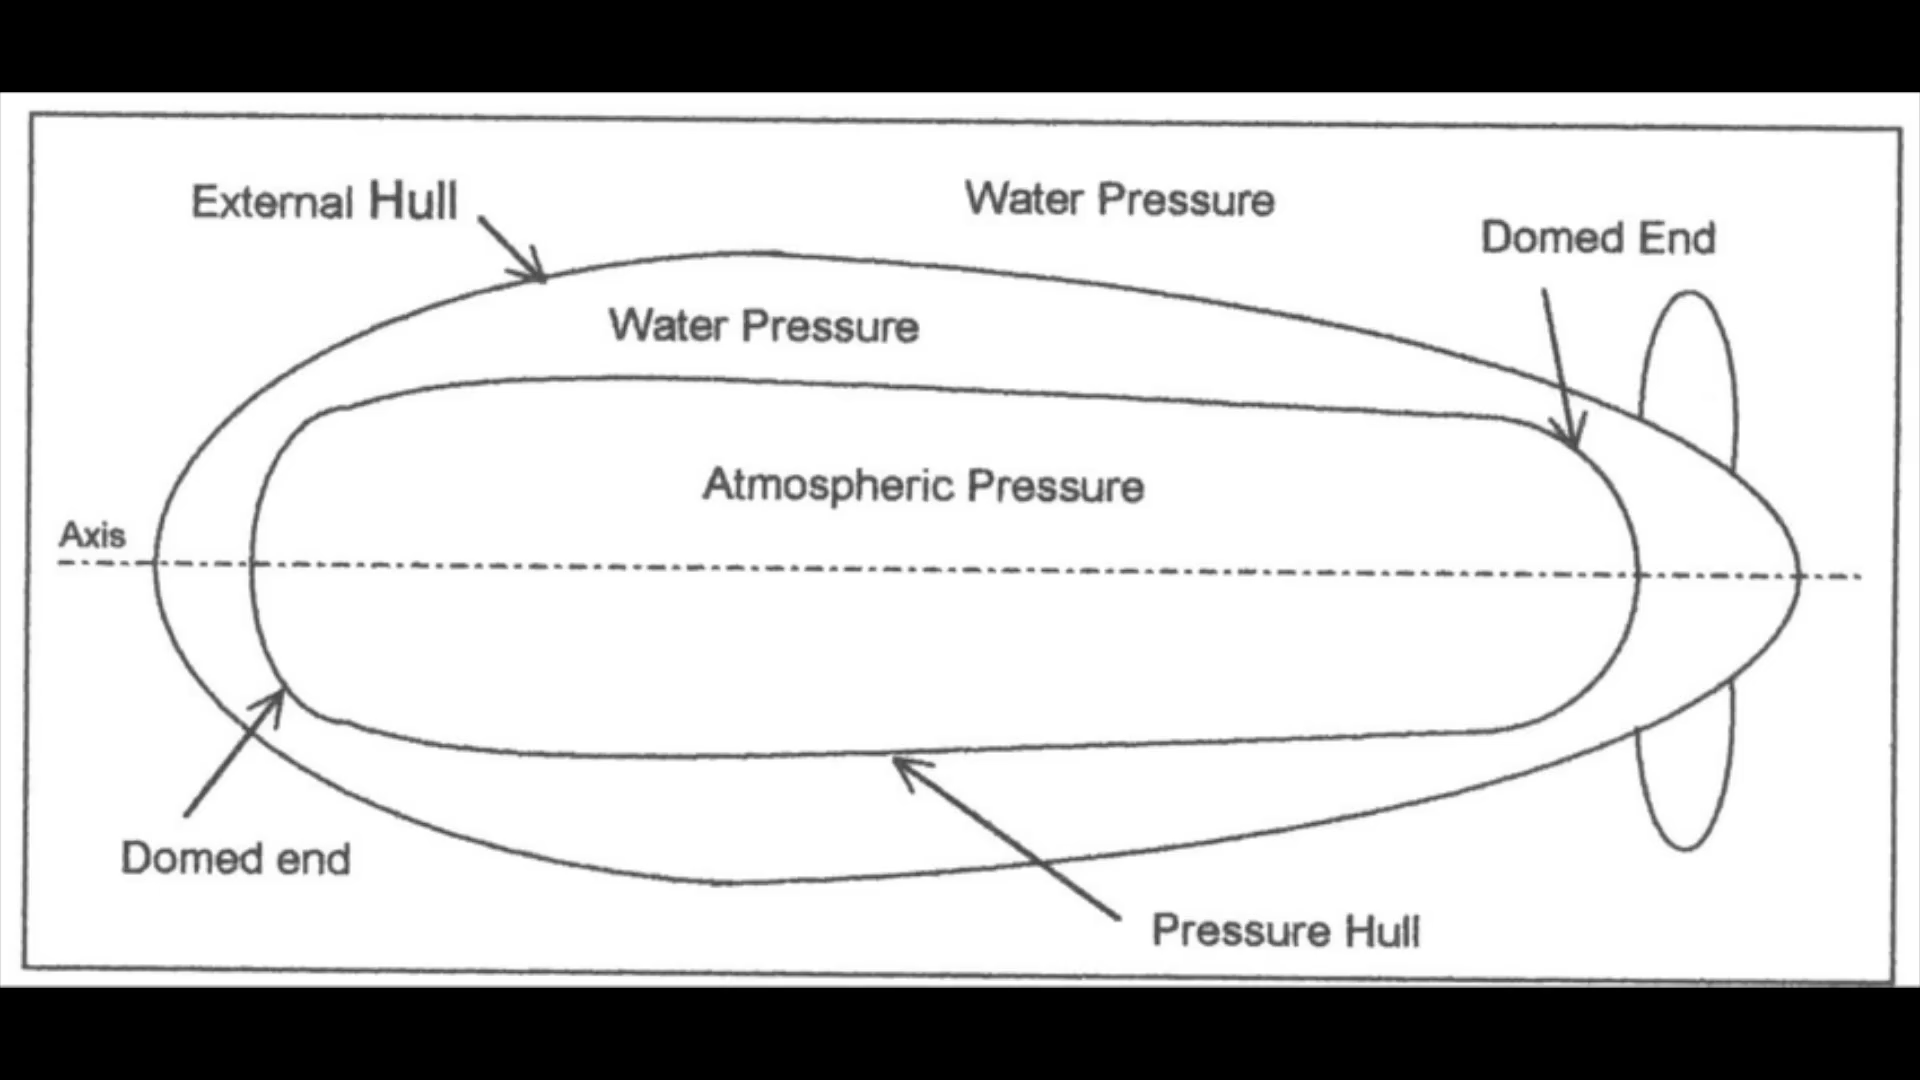 External Hull
Water Pressure
Domed End
Water Pressure
Atmospheric Pressure
Axis
Domed end
Pressure Hull